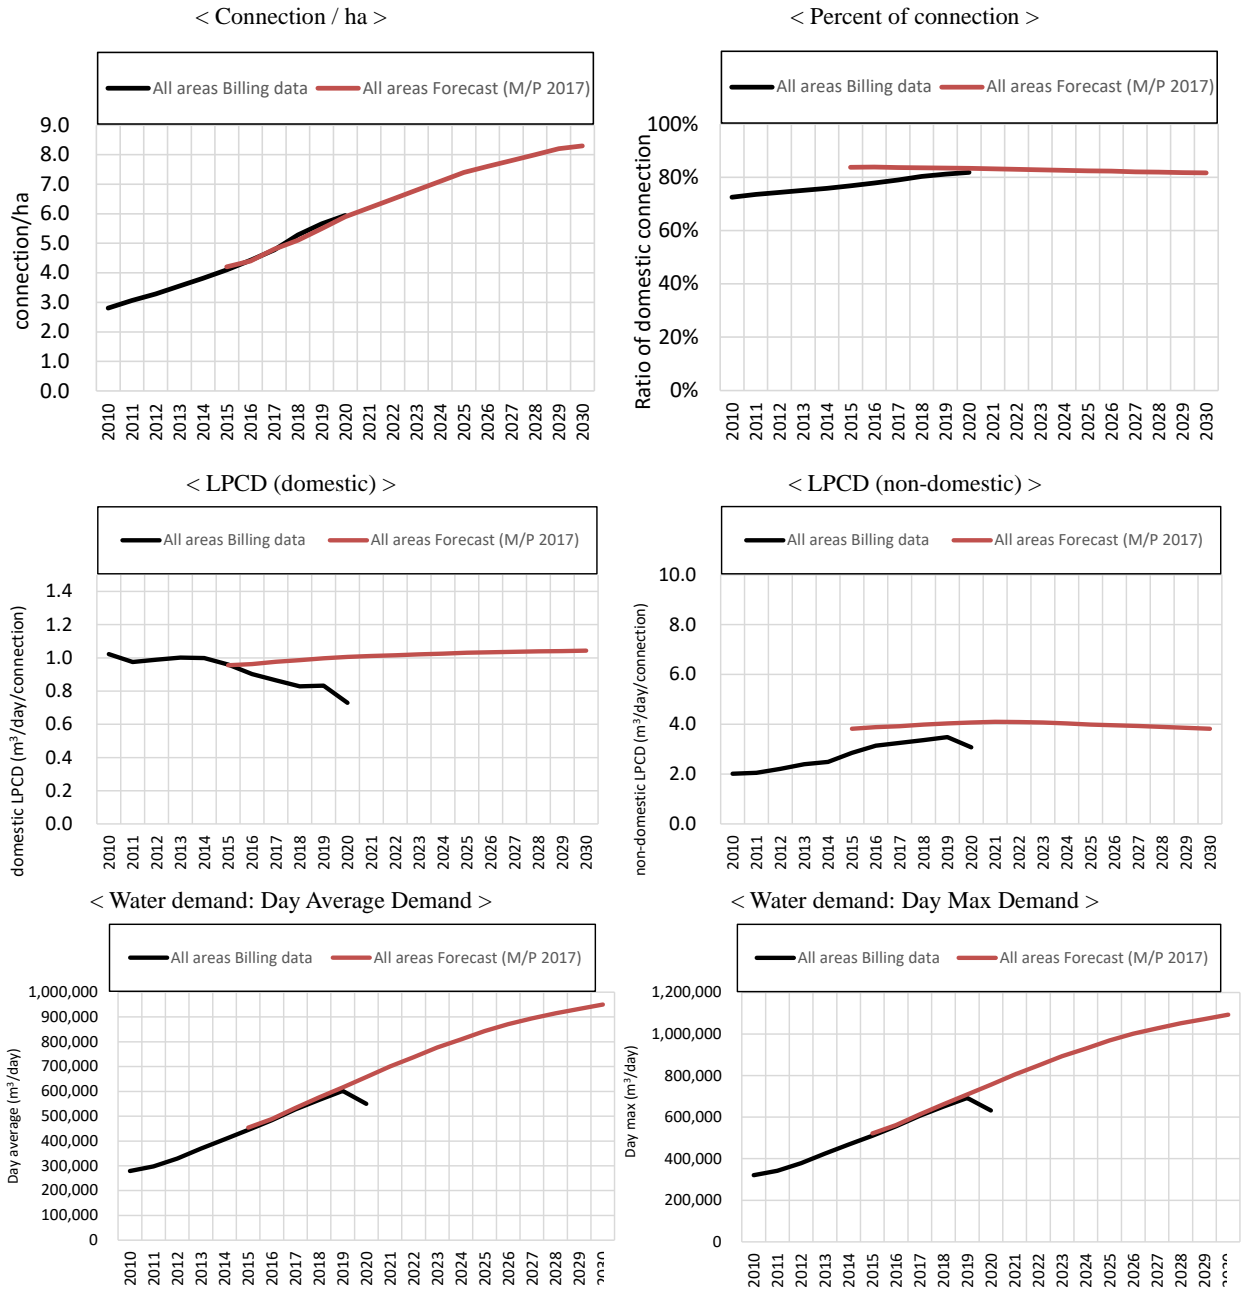 < Connection / ha >
All areas Billing data All areas Forecast (M/P 2017)
connection/ha
9.0
8.0
7.0
6.0
5.0
4.0
3.0
2.0
1.0
0.0
2010 2011 2012 2013 2014 2015 2016 2017 2018 2019 2020 2021 2022 2023 2024 2025 2026 2027 2028 2029 2030
< Percent of connection >
All areas Billing data All areas Forecast (M/P 2017)
Ratio of domestic connection
100%
80%
60%
40%
20%
0%
2010 2011 2012 2013 2014 2015 2016 2017 2018 2019 2020 2021 2022 2023 2024 2025 2026 2027 2028 2029 2030
< LPCD (domestic) >
All areas Billing data All areas Forecast (M/P 2017)
domestic LPCD (m³/day/connection)
1.4
1.2
1.0
0.8
0.6
0.4
0.2
0.0
2010 2011 2012 2013 2014 2015 2016 2017 2018 2019 2020 2021 2022 2023 2024 2025 2026 2027 2028 2029 2030
< LPCD (non-domestic) >
All areas Billing data All areas Forecast (M/P 2017)
non-domestic LPCD (m³/day/connection)
10.0
8.0
6.0
4.0
2.0
0.0
2010 2011 2012 2013 2014 2015 2016 2017 2018 2019 2020 2021 2022 2023 2024 2025 2026 2027 2028 2029 2030
< Water demand: Day Average Demand >
All areas Billing data All areas Forecast (M/P 2017)
Day average (m³/day)
1,000,000
900,000
800,000
700,000
600,000
500,000
400,000
300,000
200,000
100,000
0
2010 2011 2012 2013 2014 2015 2016 2017 2018 2019 2020 2021 2022 2023 2024 2025 2026 2027 2028 2029 2030
< Water demand: Day Max Demand >
All areas Billing data All areas Forecast (M/P 2017)
Day max (m³/day)
1,200,000
1,000,000
800,000
600,000
400,000
200,000
0
2010 2011 2012 2013 2014 2015 2016 2017 2018 2019 2020 2021 2022 2023 2024 2025 2026 2027 2028 2029